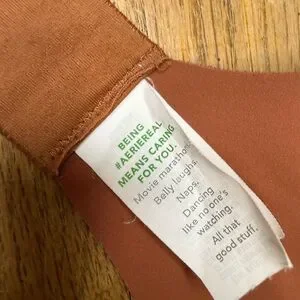 BEING
#AERIEREAL
MEANS CARING
FOR YOU.
Movie marathon.
Belly laughs.
Naps.
Dancing
like no one's
watching.
All that
good stuff.